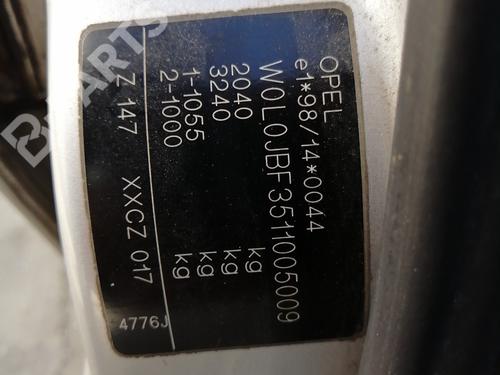 OPEL
e1*98/14*0044
W0L0JBF3511005009
2040 kg
3240 kg
1-1055 kg
2-1000 kg
Z 147 XXCZ 017
4776J
B PARTS